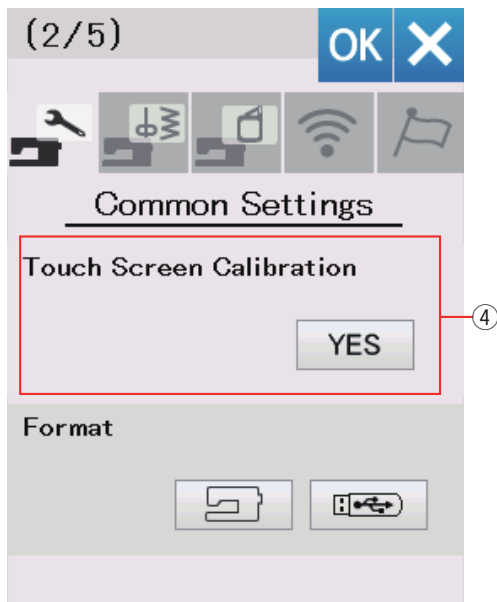 (2/5)
OK
Common Settings
Touch Screen Calibration
YES
④
Format